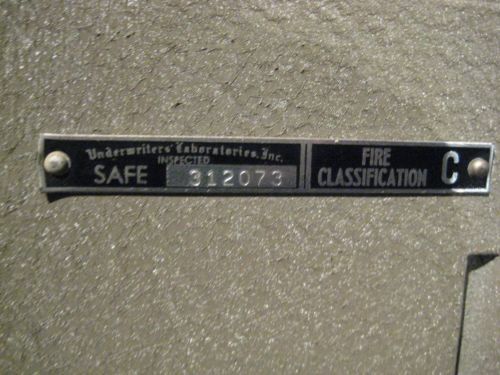 Underwriters' Laboratories, Inc.
INSPECTED
SAFE 312073
FIRE
CLASSIFICATION C